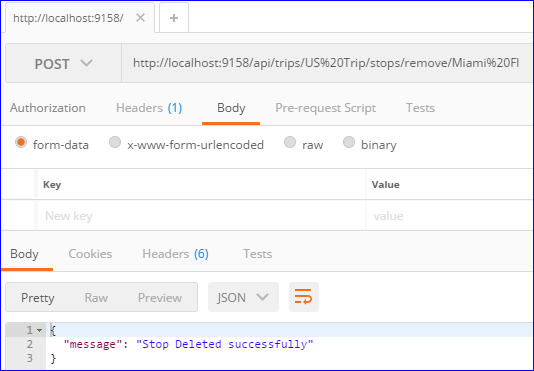 http://localhost:9158/ × +
POST http://localhost:9158/api/trips/US%20Trip/stops/remove/Miami%20Fl
Authorization Headers (1) Body Pre-request Script Tests
form-data x-www-form-urlencoded raw binary
Key Value
New key value
Body Cookies Headers (6) Tests
Pretty Raw Preview JSON
1 {
2 "message": "Stop Deleted successfully"
3 }